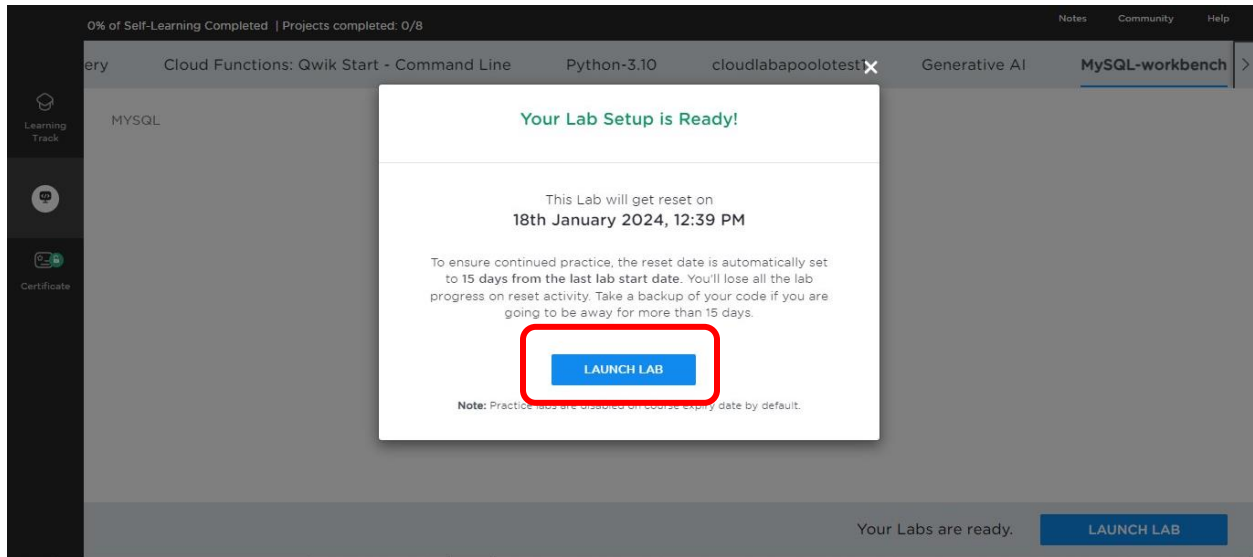 0% of Self-Learning Completed | Projects completed: 0/8
Notes Community Help
ery Cloud Functions: Qwik Start - Command Line Python-3.10 cloudlabapoolotest1 Generative AI MySQL-workbench
Learning
Track
MYSQL
Certificate
Your Lab Setup is Ready!
This Lab will get reset on
18th January 2024, 12:39 PM
To ensure continued practice, the reset date is automatically set
to 15 days from the last lab start date. You'll lose all the lab
progress on reset activity. Take a backup of your code if you are
going to be away for more than 15 days.
LAUNCH LAB
Note: Practice labs are disabled on course expiry date by default.
Your Labs are ready. LAUNCH LAB